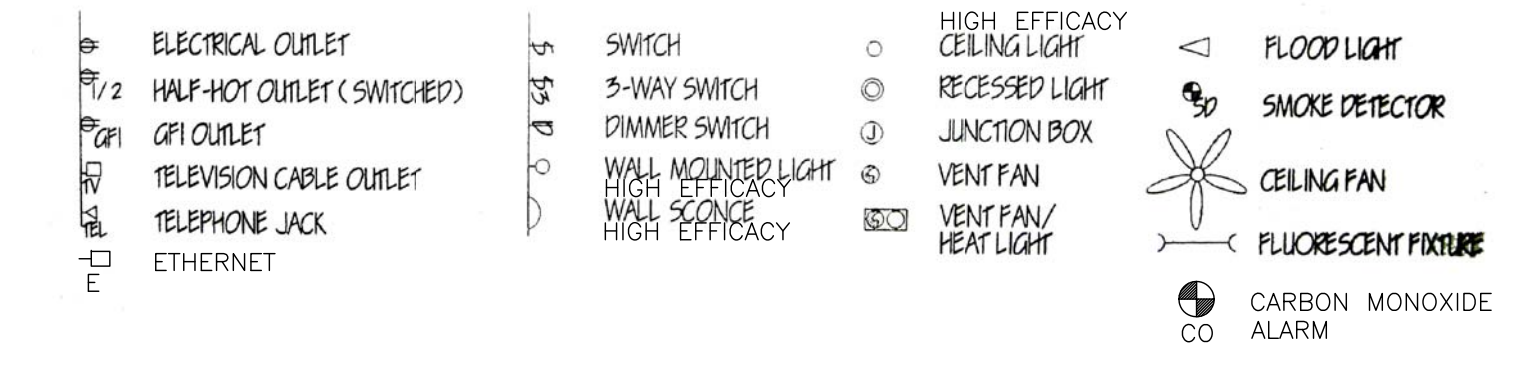 ELECTRICAL OUTLET
1/2 HALF-HOT OUTLET (SWITCHED)
GFI GFI OUTLET
TV TELEVISION CABLE OUTLET
TEL TELEPHONE JACK
ETHERNET
E
S SWITCH
S3 3-WAY SWITCH
D DIMMER SWITCH
WALL MOUNTED LIGHT
HIGH EFFICACY
WALL SCONCE
HIGH EFFICACY
HIGH EFFICACY
CEILING LIGHT
RECESSED LIGHT
J JUNCTION BOX
VENT FAN
VENT FAN/
HEAT LIGHT
FLOOD LIGHT
SD SMOKE DETECTOR
CEILING FAN
FLUORESCENT FIXTURE
CARBON MONOXIDE
CO ALARM